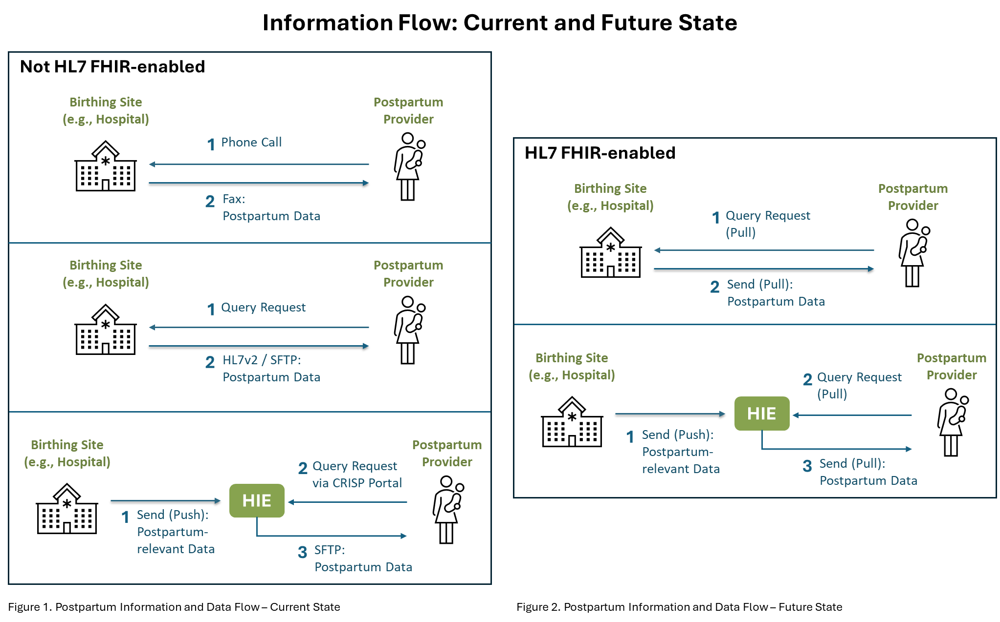 Information Flow: Current and Future State
Not HL7 FHIR-enabled
Birthing Site
(e.g., Hospital)
Postpartum
Provider
1 Phone Call
2 Fax:
Postpartum Data
Birthing Site
(e.g., Hospital)
Postpartum
Provider
1 Query Request
2 HL7v2 / SFTP:
Postpartum Data
Birthing Site
(e.g., Hospital)
Postpartum
Provider
2 Query Request
via CRISP Portal
HIE
1 Send (Push):
Postpartum-
relevant Data
3 SFTP:
Postpartum Data
Figure 1. Postpartum Information and Data Flow – Current State
HL7 FHIR-enabled
Birthing Site
(e.g., Hospital)
Postpartum
Provider
1 Query Request
(Pull)
2 Send (Pull):
Postpartum Data
Birthing Site
(e.g., Hospital)
Postpartum
Provider
2 Query Request
(Pull)
HIE
1 Send (Push):
Postpartum-
relevant Data
3 Send (Pull):
Postpartum Data
Figure 2. Postpartum Information and Data Flow – Future State